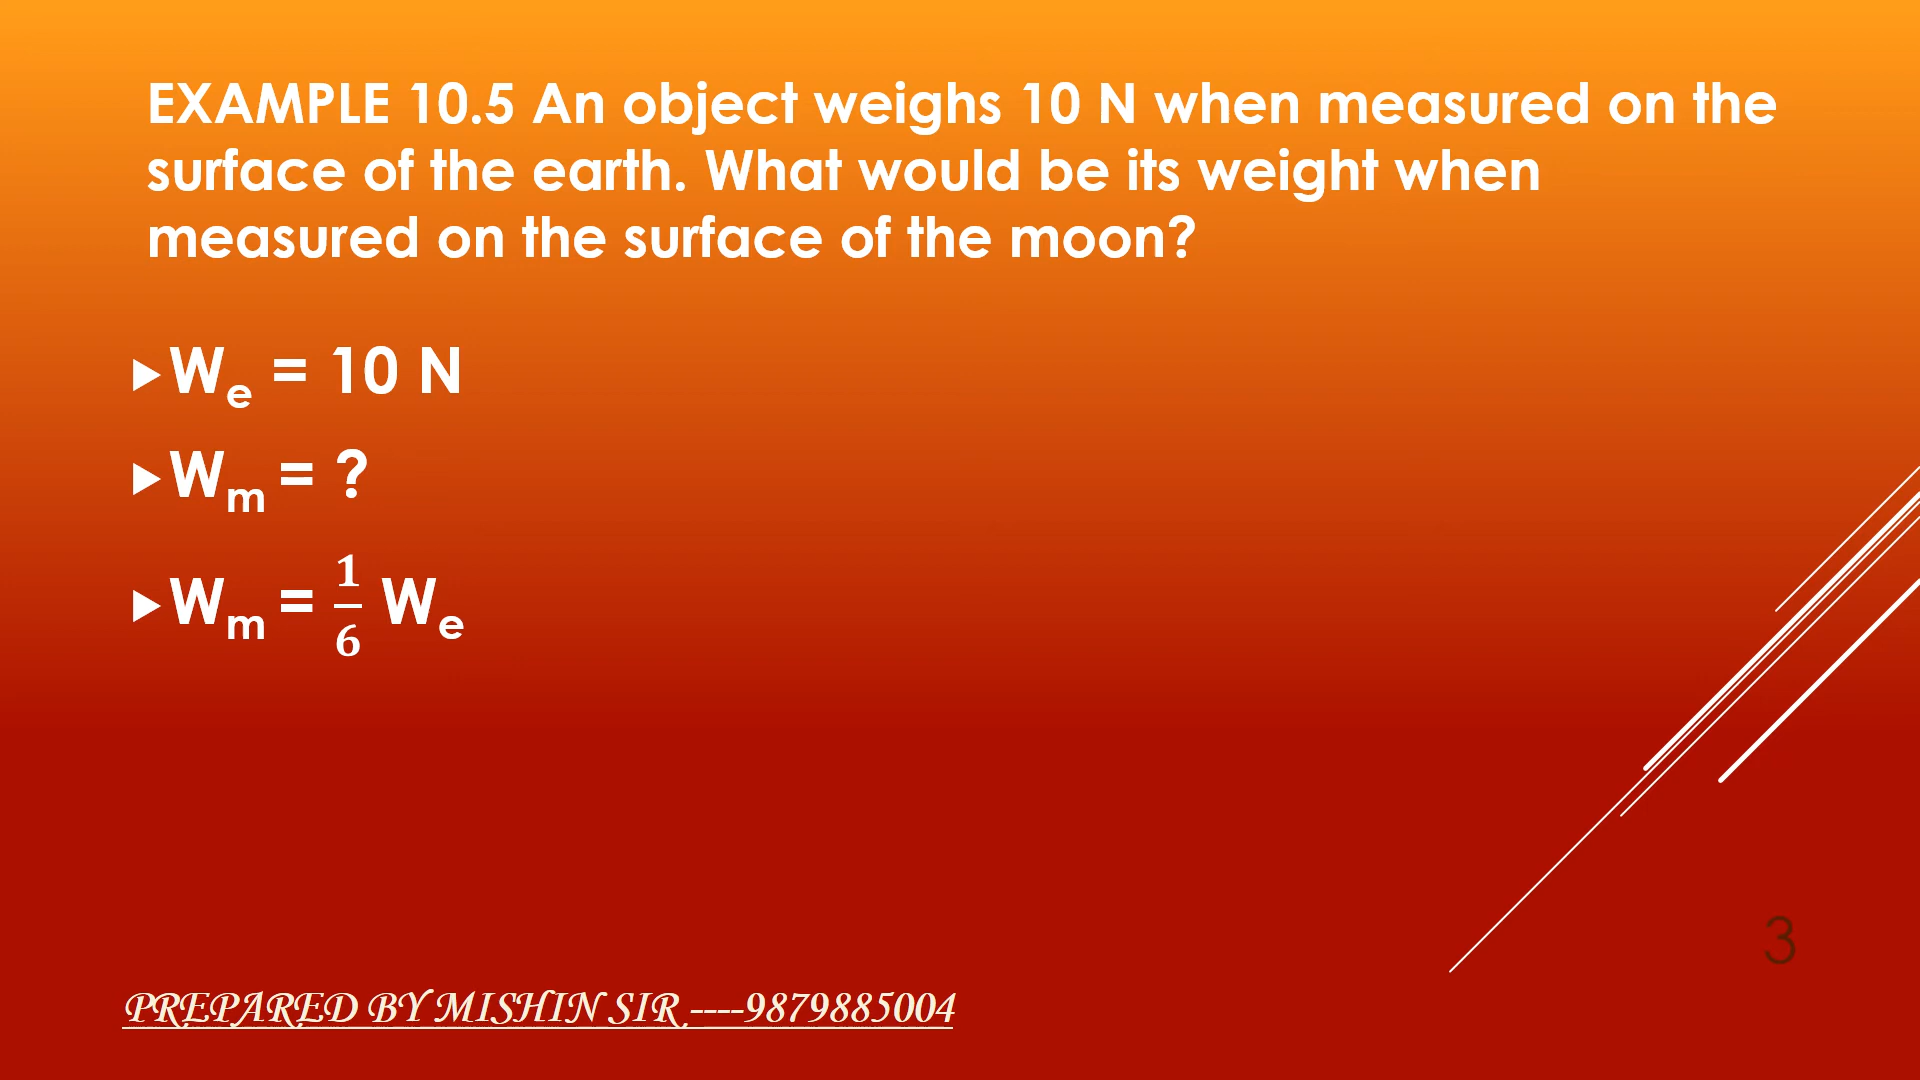 EXAMPLE 10.5 An object weighs 10 N when measured on the
surface of the earth. What would be its weight when
measured on the surface of the moon?
▶Wₑ = 10 N
▶Wₘ = ?
▶Wₘ = 1/6 Wₑ
3
PREPARED BY MISHIN SIR ----9879885004